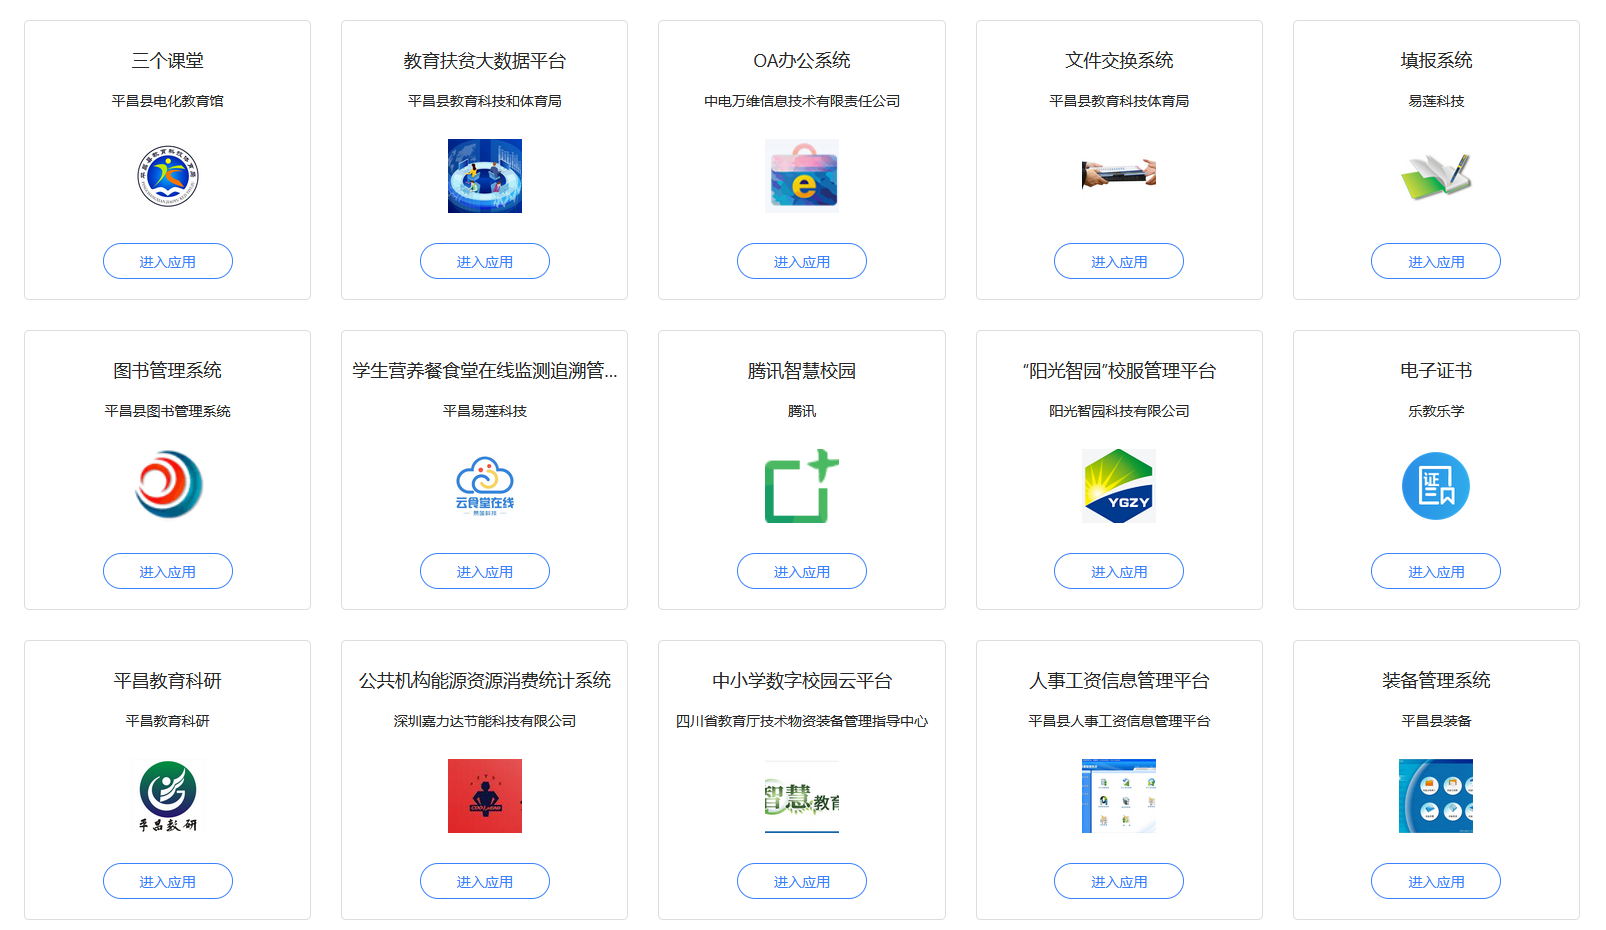 三个课堂
平昌县电化教育馆
进入应用
教育扶贫大数据平台
平昌县教育科技和体育局
进入应用
OA办公系统
中电万维信息技术有限责任公司
e
进入应用
文件交换系统
平昌县教育科技体育局
进入应用
填报系统
易莲科技
进入应用
图书管理系统
平昌县图书管理系统
进入应用
学生营养餐食堂在线监测追溯管...
平昌易莲科技
云食堂在线
易莲科技
进入应用
腾讯智慧校园
腾讯
进入应用
“阳光智园”校服管理平台
阳光智园科技有限公司
YGZY
进入应用
电子证书
乐教乐学
证
进入应用
平昌教育科研
平昌教育科研
平昌教研
进入应用
公共机构能源资源消费统计系统
深圳嘉力达节能科技有限公司
进入应用
中小学数字校园云平台
四川省教育厅技术物资装备管理指导中心
智慧教育
进入应用
人事工资信息管理平台
平昌县人事工资信息管理平台
进入应用
装备管理系统
平昌县装备
进入应用